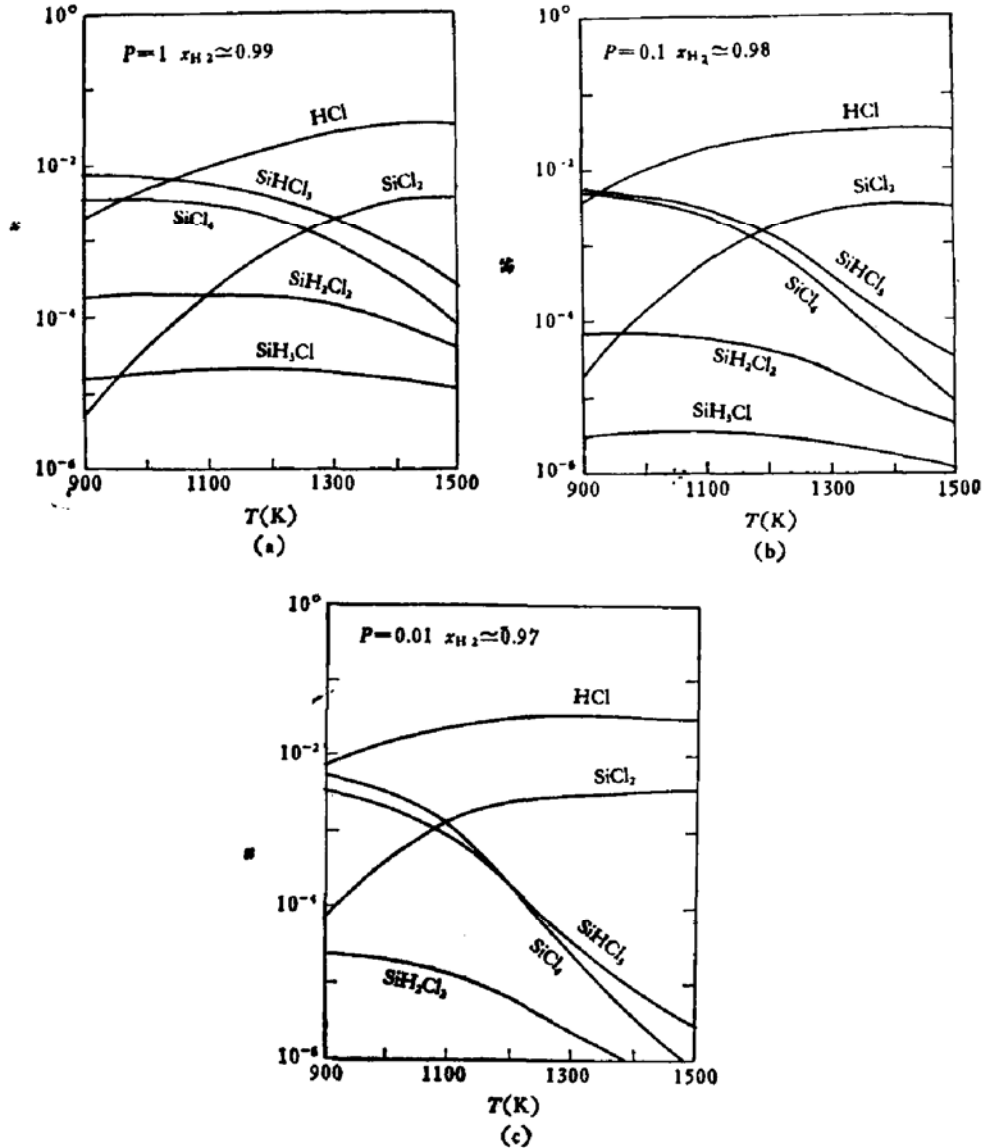 10⁰
P=1 x_H₂≃0.99
HCl
10⁻²
SiHCl₃
SiCl₂
SiCl₄
x
SiH₂Cl₂
10⁻⁴
SiH₃Cl
10⁻⁶
900 1100 1300 1500
T(K)
(a)
10⁰
P=0.1 x_H₂≃0.98
HCl
10⁻²
SiCl₂
SiHCl₃
SiCl₄
10⁻⁴
SiH₂Cl₂
SiH₃Cl
10⁻⁶
900 1100 1300 1500
T(K)
(b)
10⁰
P=0.01 x_H₂≃0.97
HCl
10⁻²
SiCl₂
10⁻⁴
SiHCl₃
SiCl₄
SiH₂Cl₂
10⁻⁶
900 1100 1300 1500
T(K)
(c)